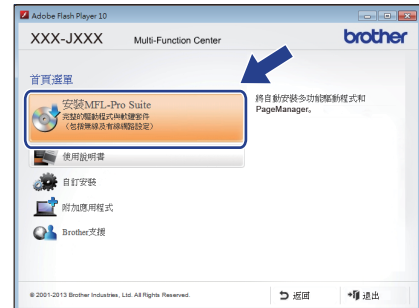 Adobe Flash Player 10
XXX-JXXX Multi-Function Center brother
首頁選單
安裝MFL-Pro Suite
完整的驅動程式與軟體套件
(包括無線及有線網路設定)
將自動安裝多功能驅動程式和
PageManager。
使用說明書
自訂安裝
附加應用程式
Brother支援
© 2001-2013 Brother Industries, Ltd. All Rights Reserved. 返回 退出